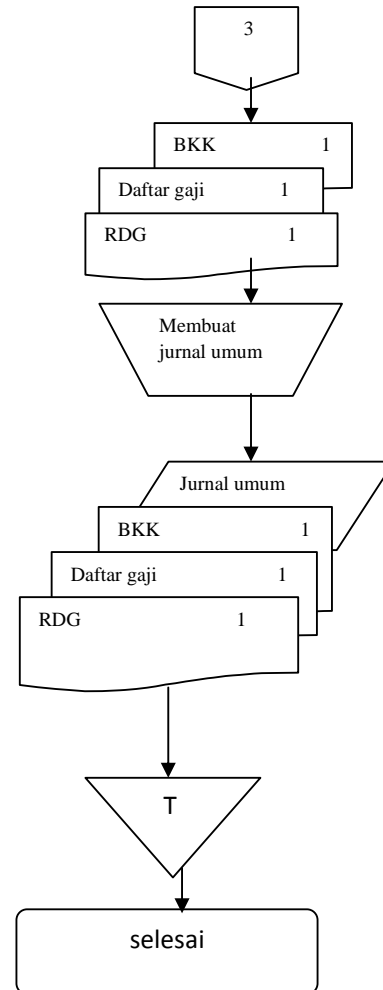 3
BKK 1
Daftar gaji 1
RDG 1
Membuat
jurnal umum
Jurnal umum
BKK 1
Daftar gaji 1
RDG 1
T
selesai